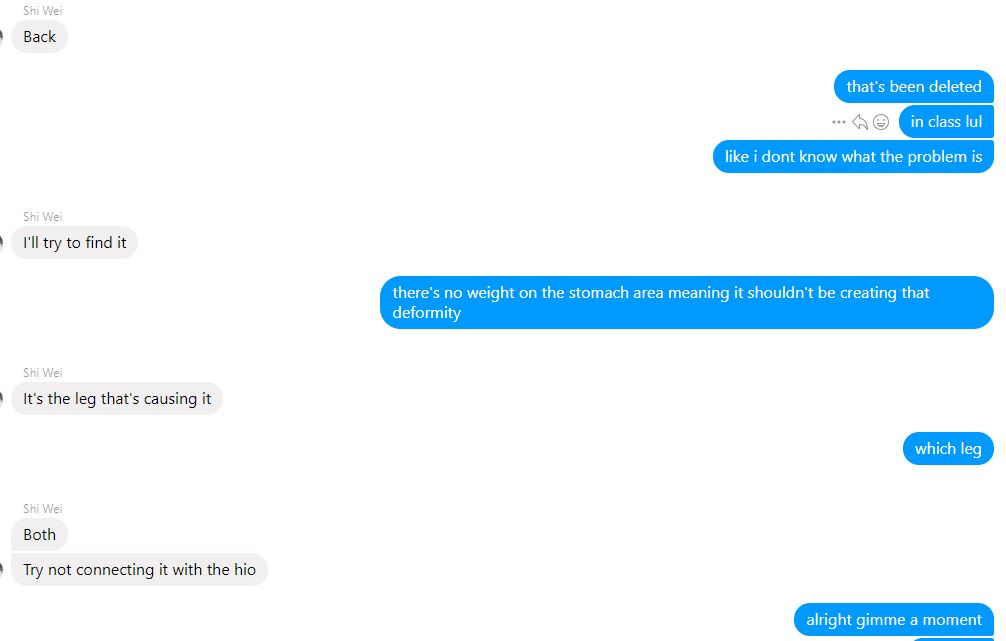 Shi Wei
Back
that's been deleted
in class lul
like i dont know what the problem is
Shi Wei
I'll try to find it
there's no weight on the stomach area meaning it shouldn't be creating that
deformity
Shi Wei
It's the leg that's causing it
which leg
Shi Wei
Both
Try not connecting it with the hio
alright gimme a moment